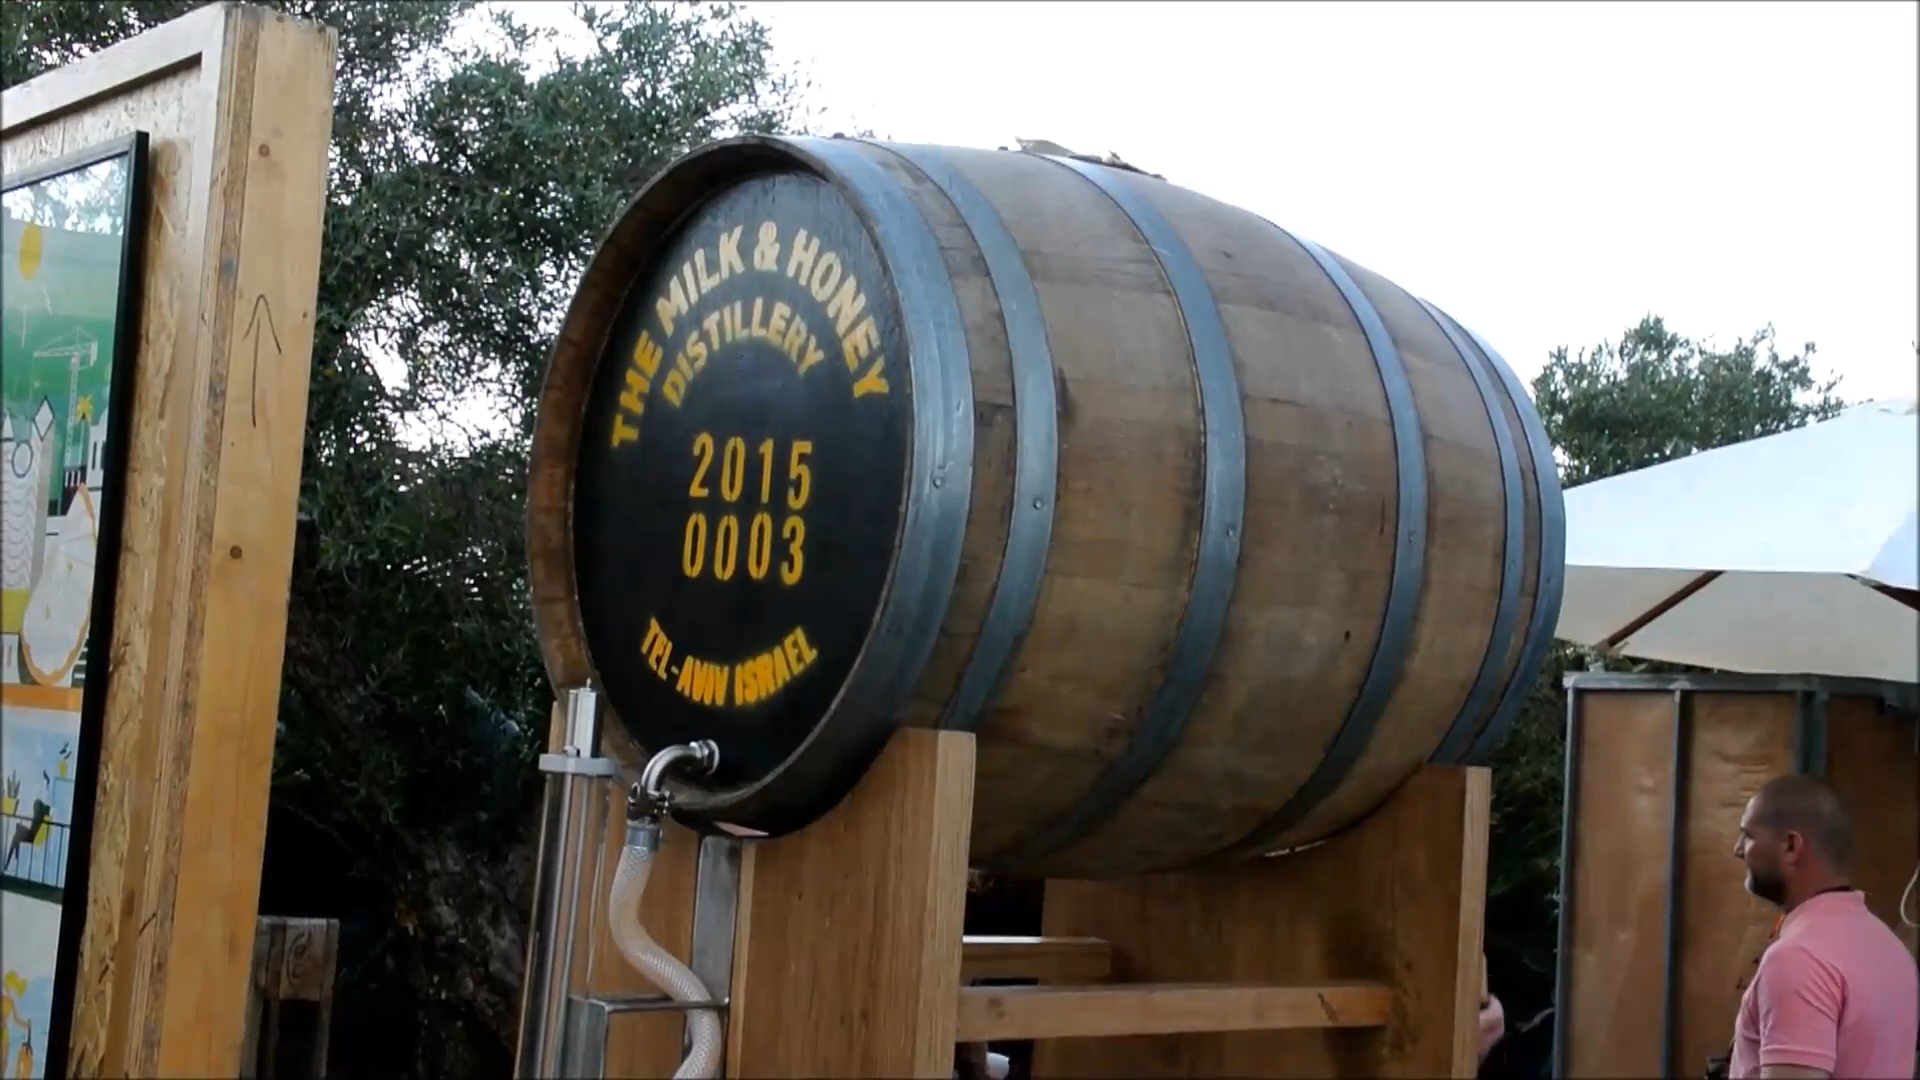 THE MILK & HONEY
DISTILLERY
2015
0003
TEL-AVIV ISRAEL